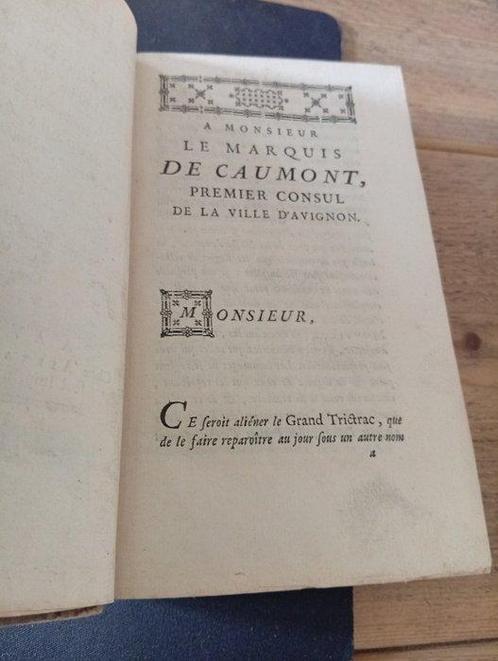 A MONSIEUR
LE MARQUIS
DE CAUMONT,
PREMIER CONSUL
DE LA VILLE D'AVIGNON.
MONSIEUR,
CE ſeroit aliéner le Grand Trictrac, que
de le faire reparoître au jour ſous un autre nom
a